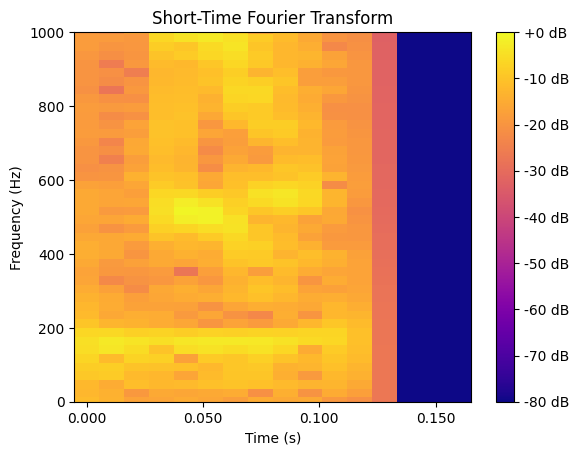 Short-Time Fourier Transform
1000
800
600
400
200
0
Frequency (Hz)
0.000
0.050
0.100
0.150
Time (s)
+0 dB
-10 dB
-20 dB
-30 dB
-40 dB
-50 dB
-60 dB
-70 dB
-80 dB